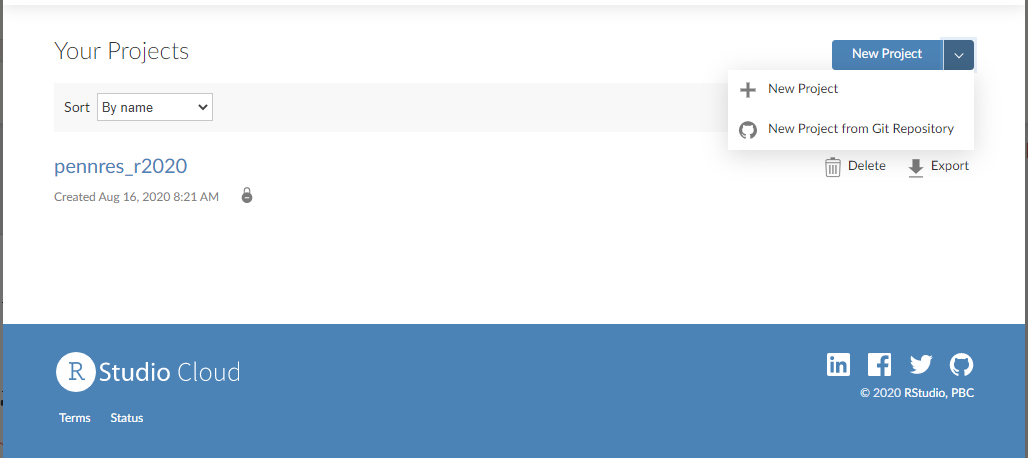 Your Projects
New Project
New Project
Sort By name
New Project from Git Repository
pennres_r2020
Delete Export
Created Aug 16, 2020 8:21 AM
R Studio Cloud
© 2020 RStudio, PBC
Terms Status